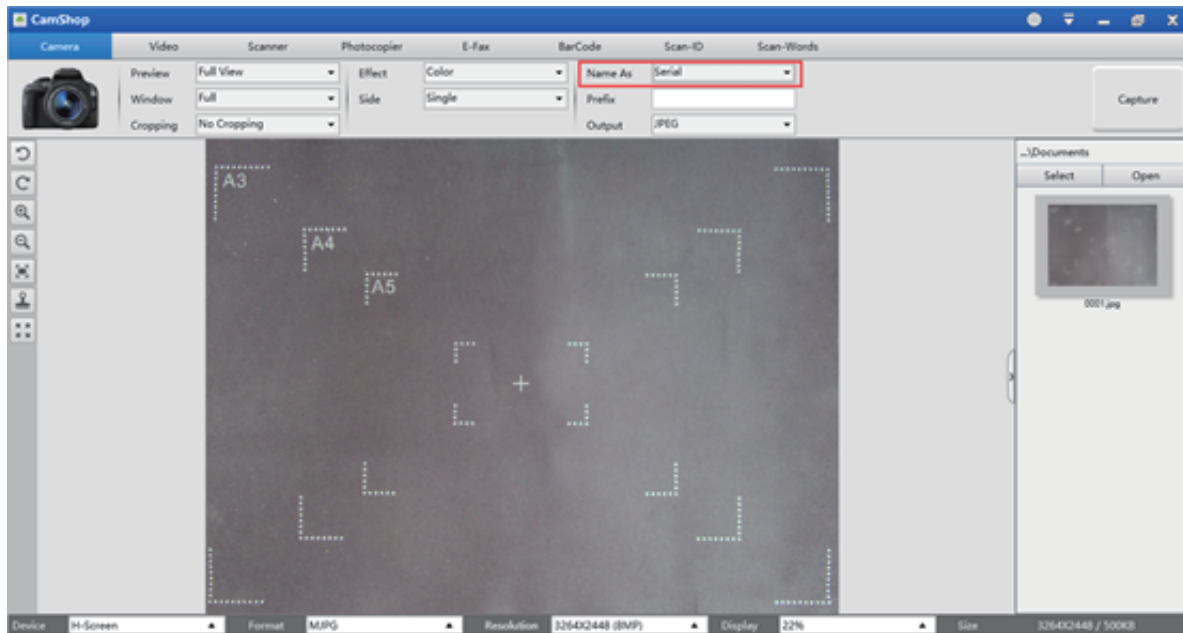 CamShop
Camera Video Scanner Photocopier E-Fax BarCode Scan-ID Scan-Words
Preview Full View Effect Color Name As Serial
Window Full Side Single Prefix
Cropping No Cropping Output JPEG
Capture
...\Documents
Select Open
0001.jpg
A3
A4
A5
Device H-Screen Format MJPG Resolution 3264X2448 (8MP) Display 22% Size 3264X2448 / 500KB